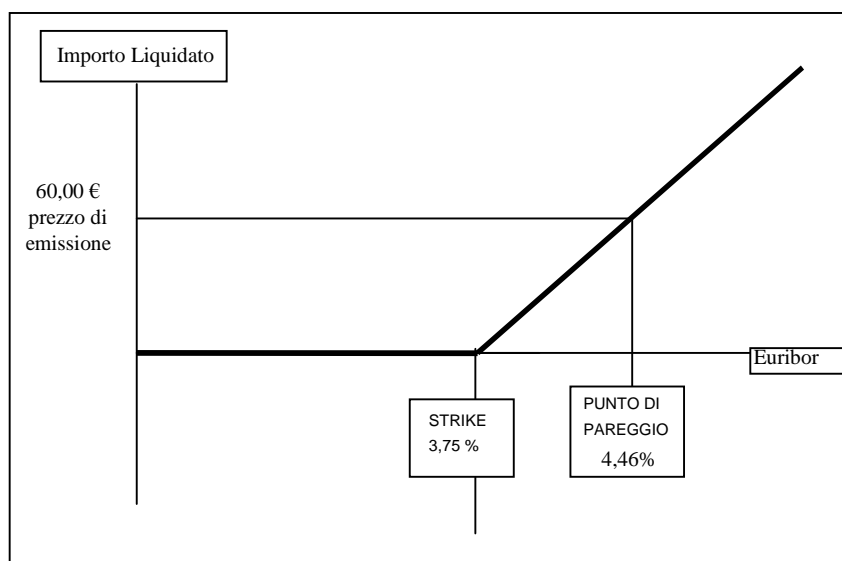 Importo Liquidato
60,00 €
prezzo di
emissione
Euribor
STRIKE
3,75 %
PUNTO DI
PAREGGIO
4,46%